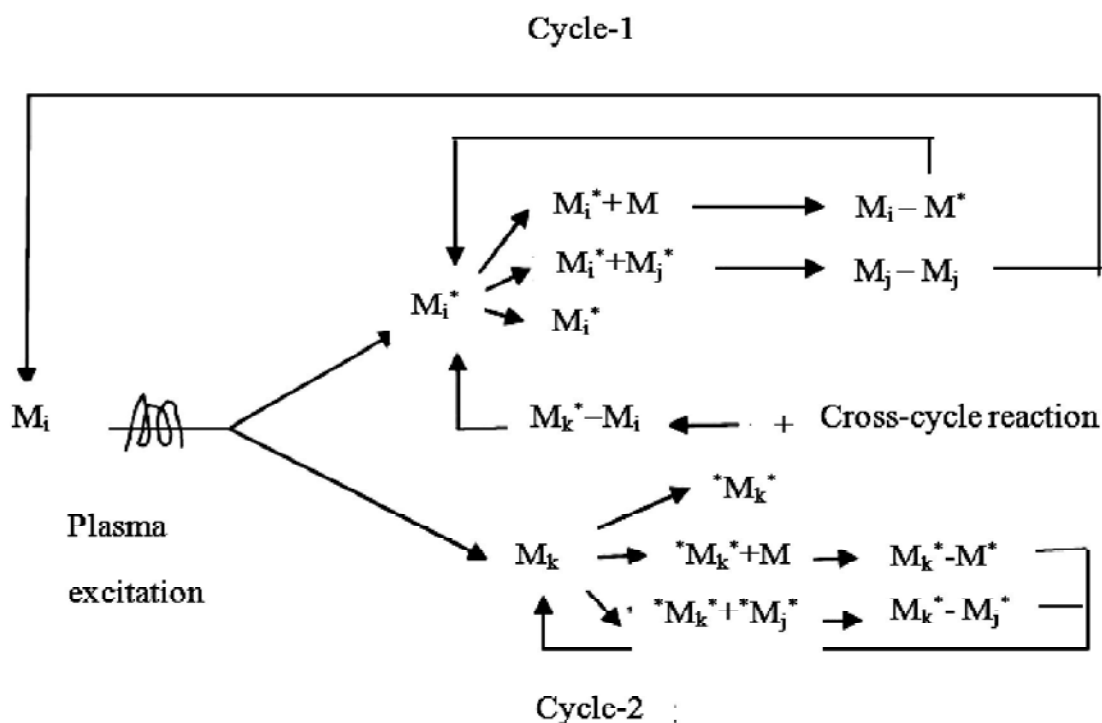 Cycle-1
Mᵢ*+M → Mᵢ – M*
Mᵢ*+Mⱼ* → Mⱼ – Mⱼ
Mᵢ*
Mᵢ*
Mₖ*–Mᵢ ← + Cross-cycle reaction
Mᵢ
*Mₖ*
Plasma
excitation
Mₖ
*Mₖ*+M → Mₖ*-M*
*Mₖ*+*Mⱼ* → Mₖ*- Mⱼ*
Cycle-2